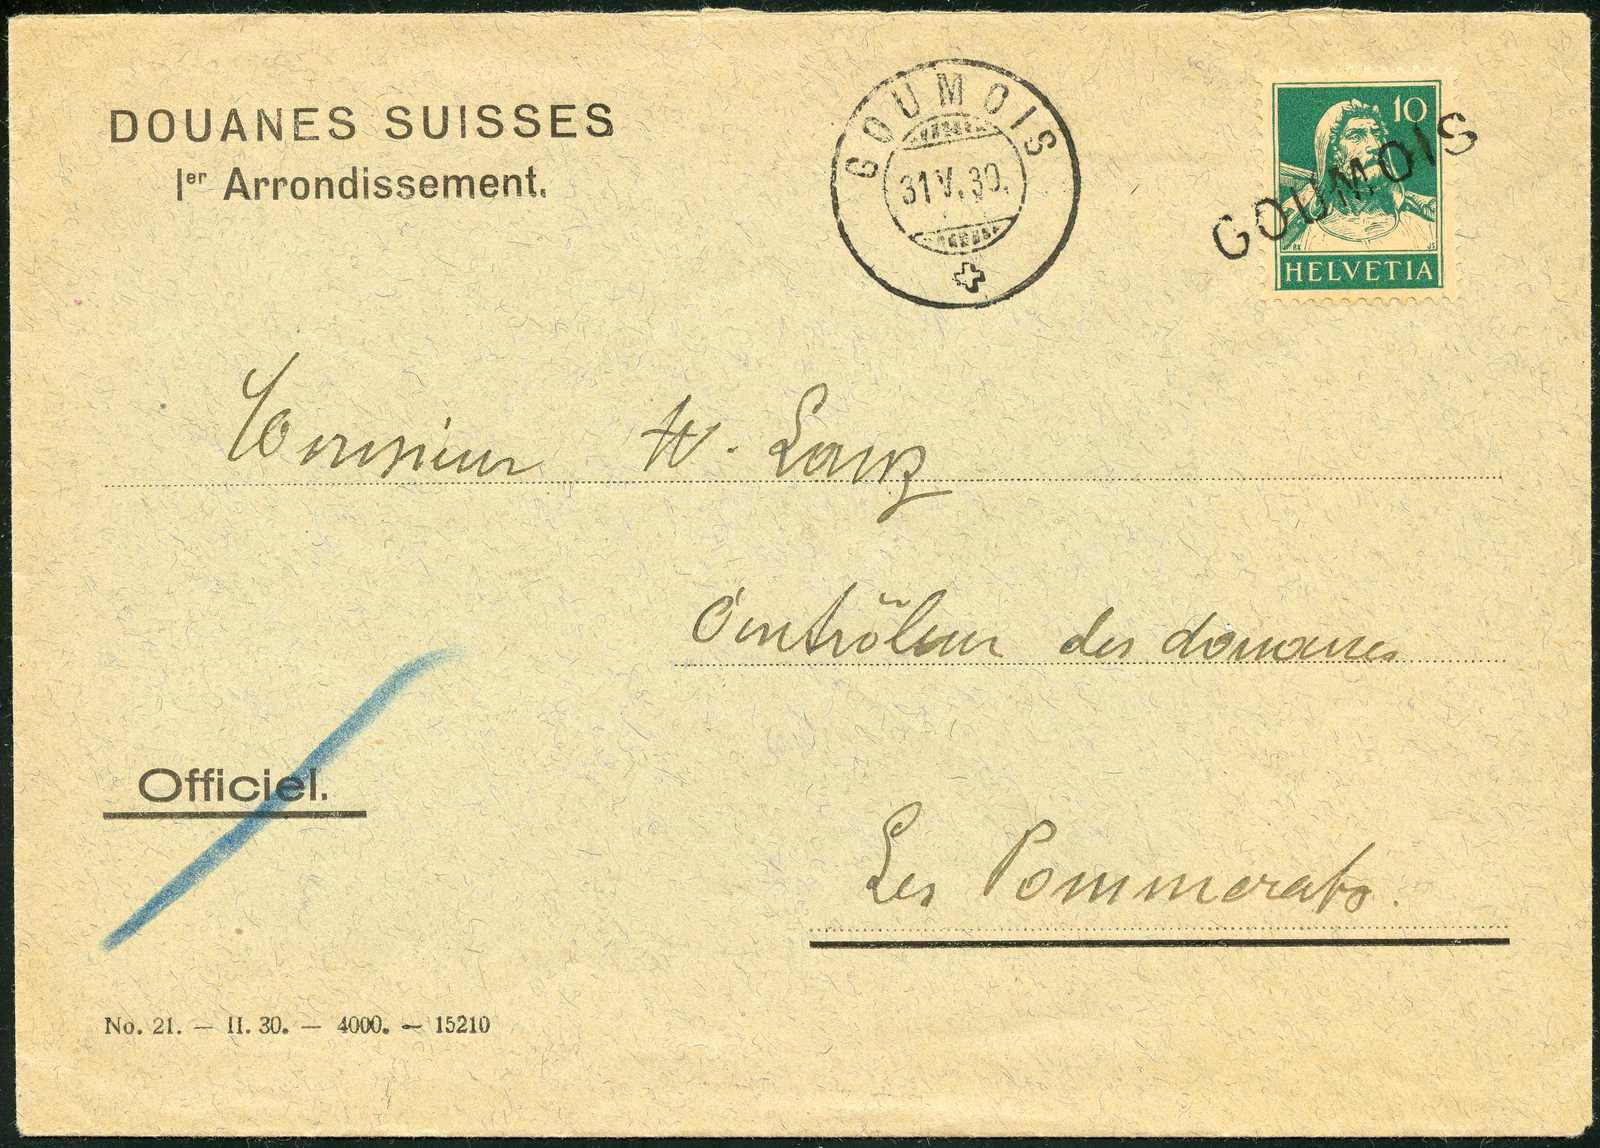 DOUANES SUISSES
Ier Arrondissement.
GOUMOIS
31.V.30.
10
GOUMOIS
HELVETIA
Monsieur W. Lanz
Contrôleur des douanes
Les Pommerats.
Officiel.
No. 21. — II. 30. — 4000. — 15210